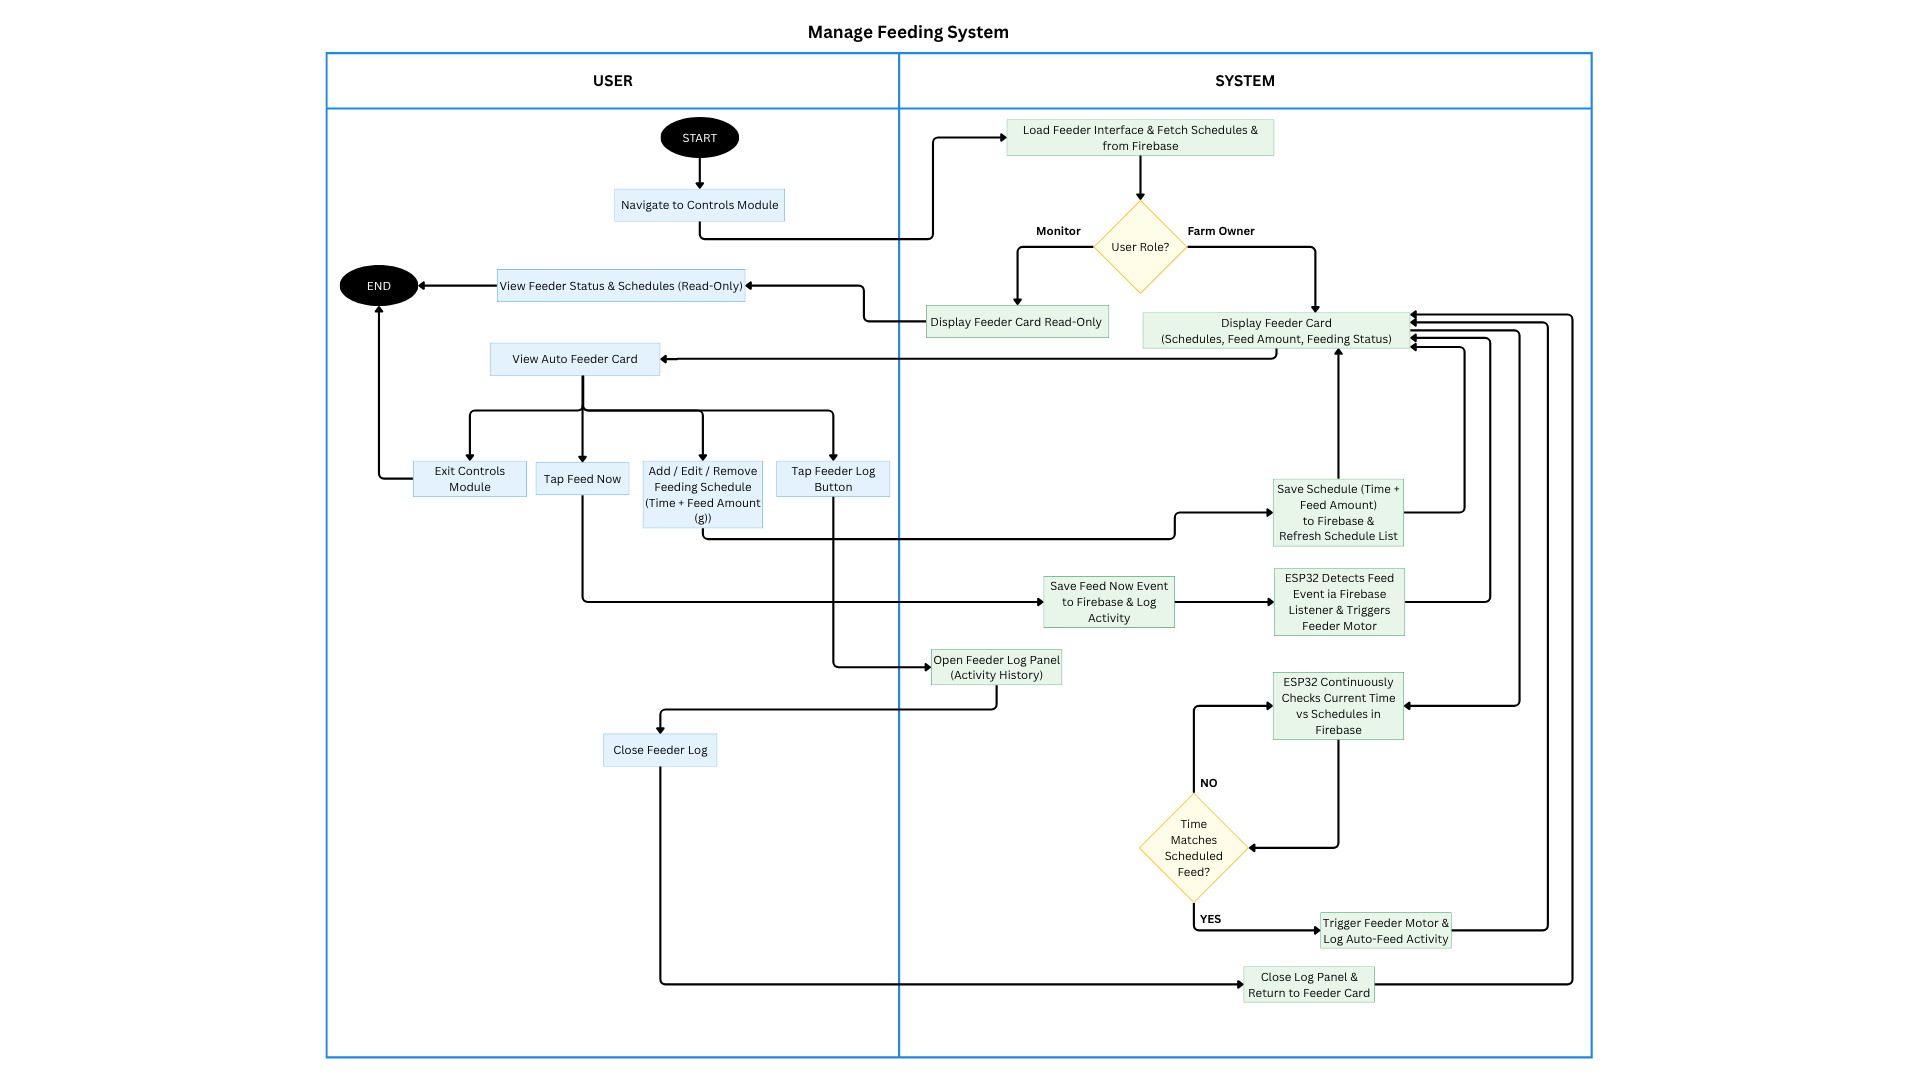 Manage Feeding System
USER
SYSTEM
START
Load Feeder Interface & Fetch Schedules &
from Firebase
Navigate to Controls Module
Monitor
User Role?
Farm Owner
END
View Feeder Status & Schedules (Read-Only)
Display Feeder Card Read-Only
Display Feeder Card
(Schedules, Feed Amount, Feeding Status)
View Auto Feeder Card
Exit Controls
Module
Tap Feed Now
Add / Edit / Remove
Feeding Schedule
(Time + Feed Amount
(g))
Tap Feeder Log
Button
Save Schedule (Time +
Feed Amount)
to Firebase &
Refresh Schedule List
Save Feed Now Event
to Firebase & Log
Activity
ESP32 Detects Feed
Event ia Firebase
Listener & Triggers
Feeder Motor
Open Feeder Log Panel
(Activity History)
ESP32 Continuously
Checks Current Time
vs Schedules in
Firebase
Close Feeder Log
NO
Time
Matches
Scheduled
Feed?
YES
Trigger Feeder Motor &
Log Auto-Feed Activity
Close Log Panel &
Return to Feeder Card